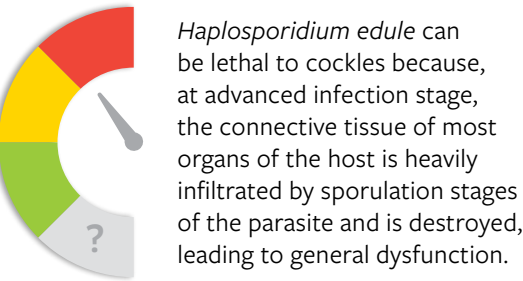 Haplosporidium edule can
be lethal to cockles because,
at advanced infection stage,
the connective tissue of most
organs of the host is heavily
infiltrated by sporulation stages
of the parasite and is destroyed,
leading to general dysfunction.
?